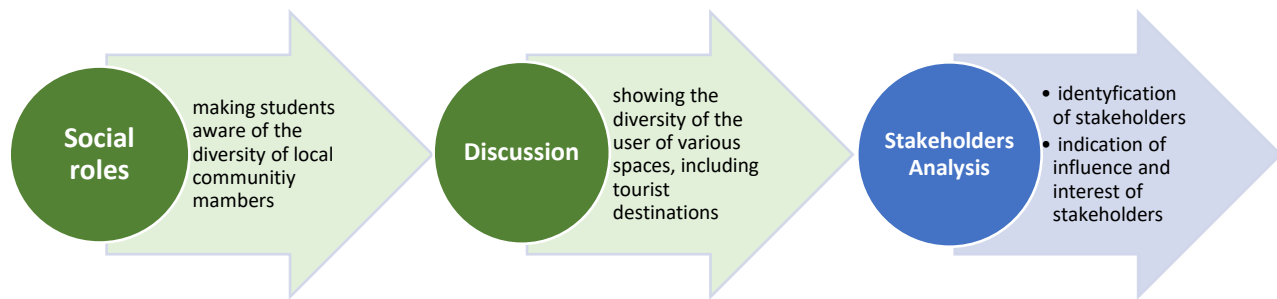 Social
roles
making students
aware of the
diversity of local
communitiy
mambers
Discussion
showing the
diversity of the
user of various
spaces, including
tourist
destinations
Stakeholders
Analysis
• identyfication
of stakeholders
• indication of
influence and
interest of
stakeholders